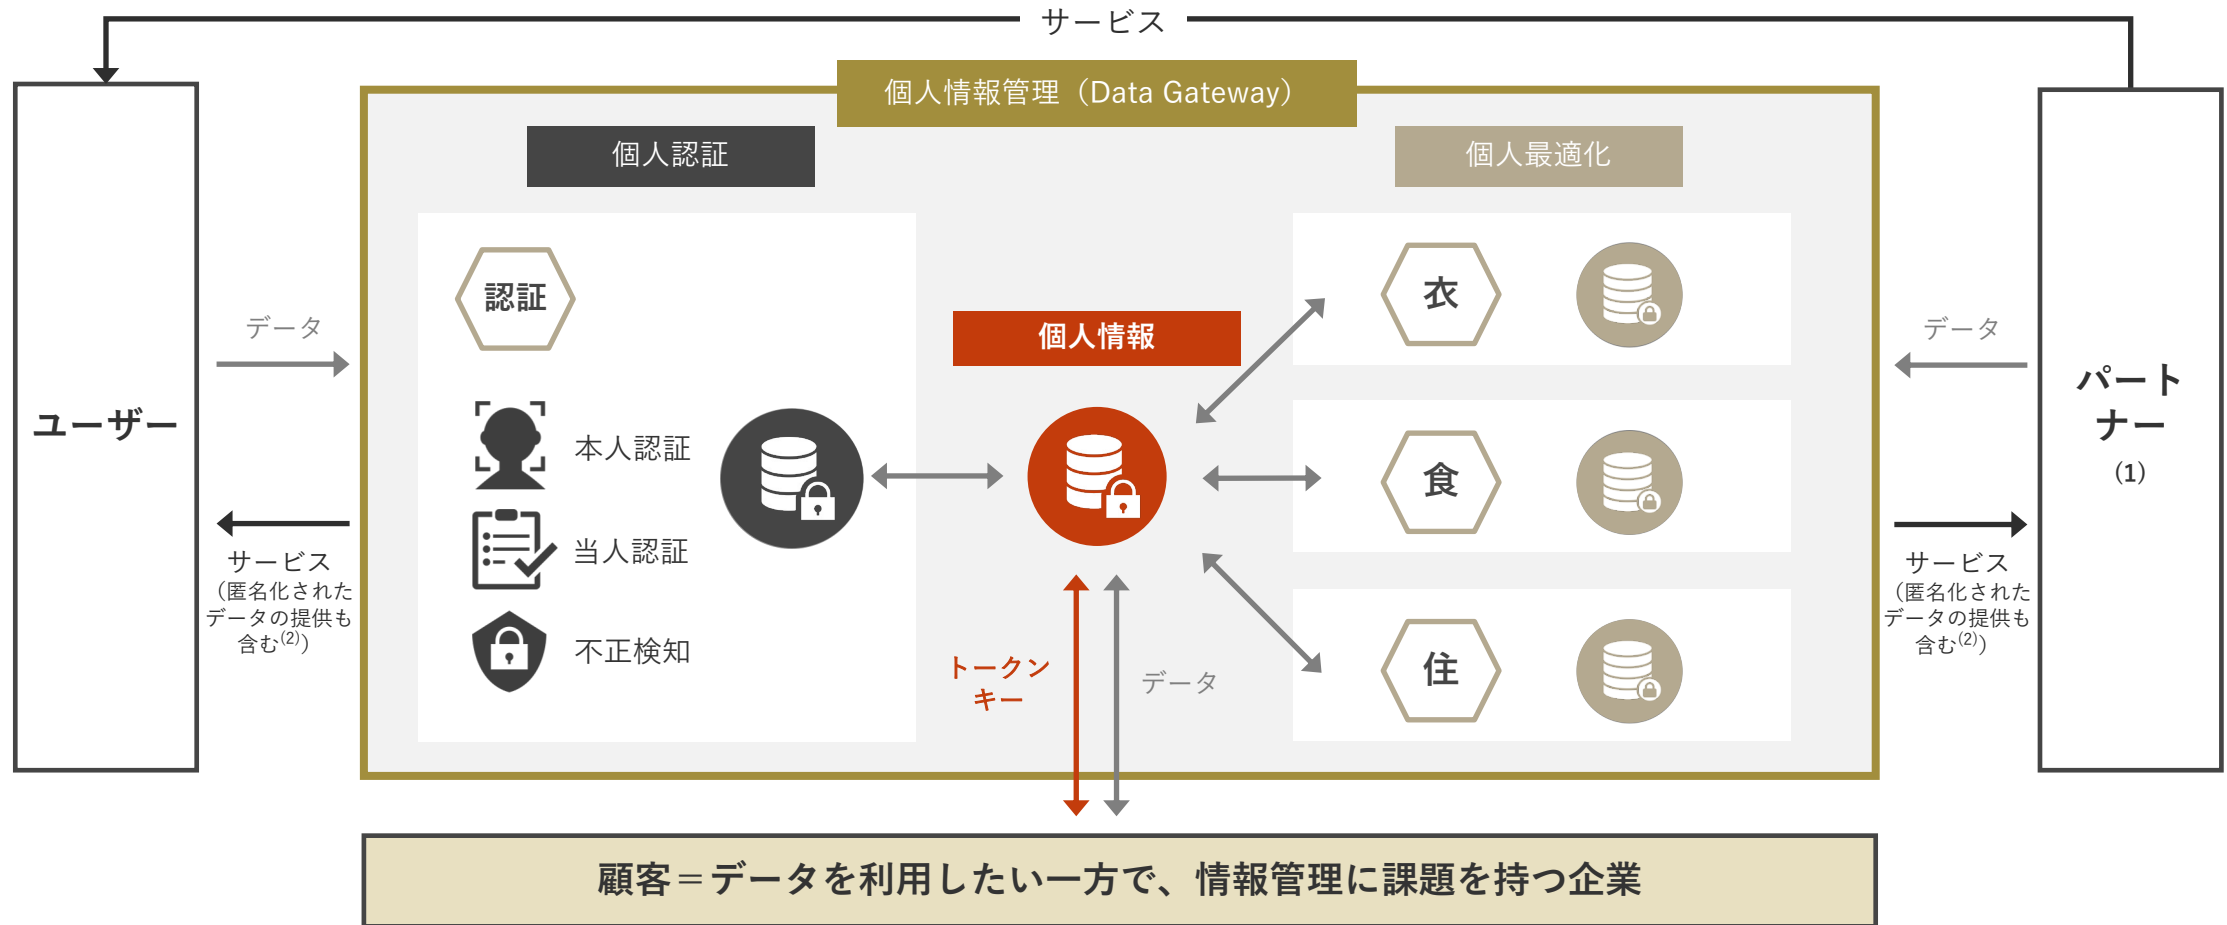 サービス
個人情報管理（Data Gateway）
個人認証
個人最適化
認証
衣
データ
個人情報
データ
ユーザー
パート
ナー
(1)
本人認証
食
当人認証
サービス
（匿名化された
データの提供も
含む(2)）
サービス
（匿名化された
データの提供も
含む(2)）
不正検知
住
トークン
キー
データ
顧客＝データを利用したい一方で、情報管理に課題を持つ企業